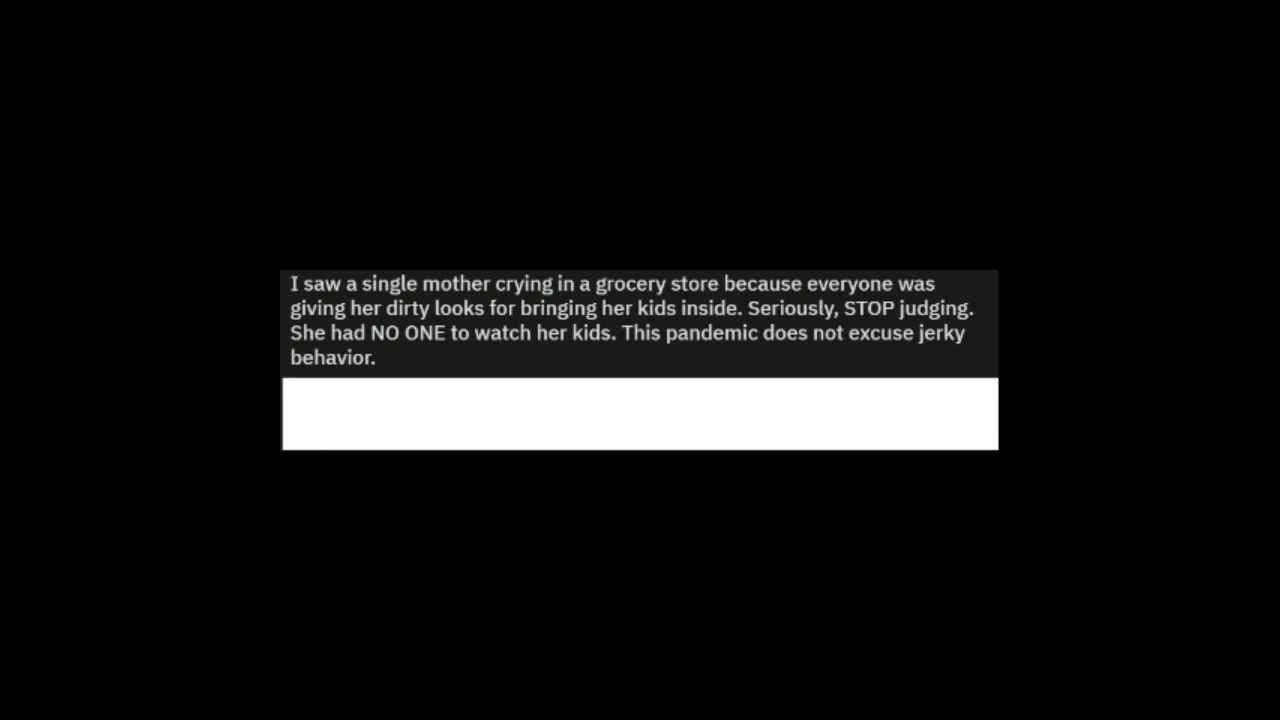 I saw a single mother crying in a grocery store because everyone was
giving her dirty looks for bringing her kids inside. Seriously, STOP judging.
She had NO ONE to watch her kids. This pandemic does not excuse jerky
behavior.